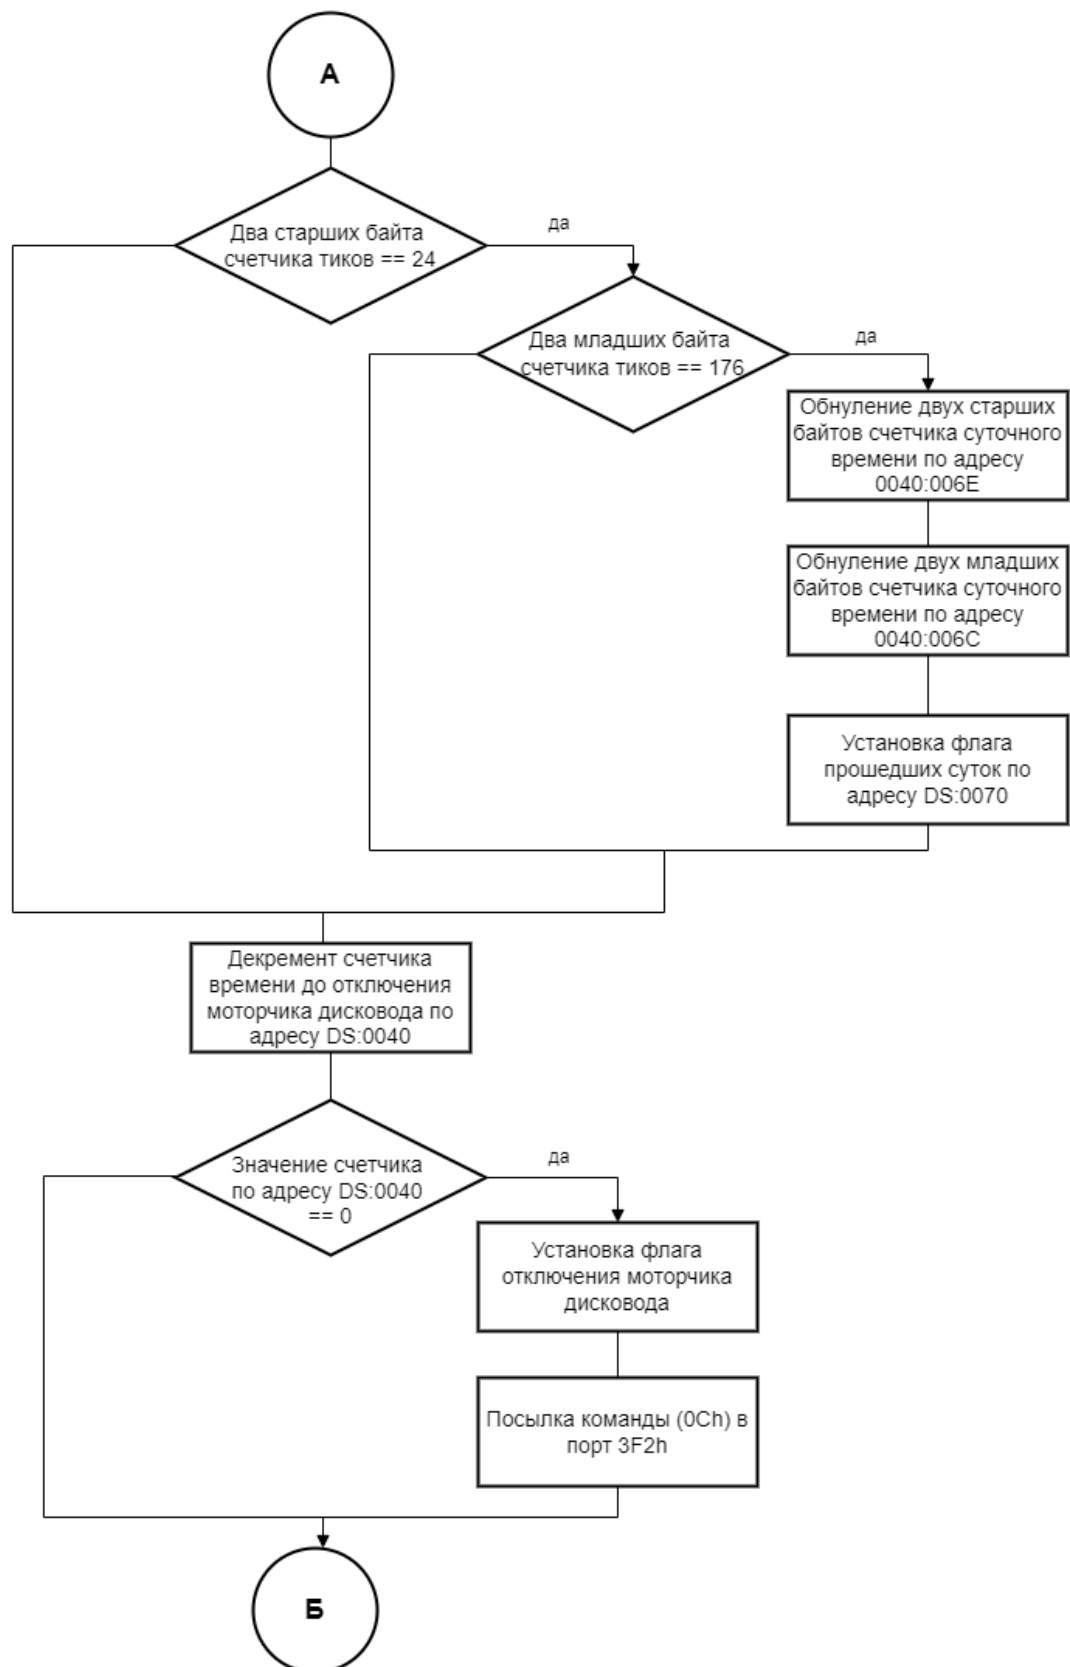 А
Два старших байта
счетчика тиков == 24
да
Два младших байта
счетчика тиков == 176
да
Обнуление двух старших
байтов счетчика суточного
времени по адресу
0040:006E
Обнуление двух младших
байтов счетчика суточного
времени по адресу
0040:006C
Установка флага
прошедших суток по
адресу DS:0070
Декремент счетчика
времени до отключения
моторчика дисковода по
адресу DS:0040
Значение счетчика
по адресу DS:0040
== 0
да
Установка флага
отключения моторчика
дисковода
Посылка команды (0Ch) в
порт 3F2h
Б